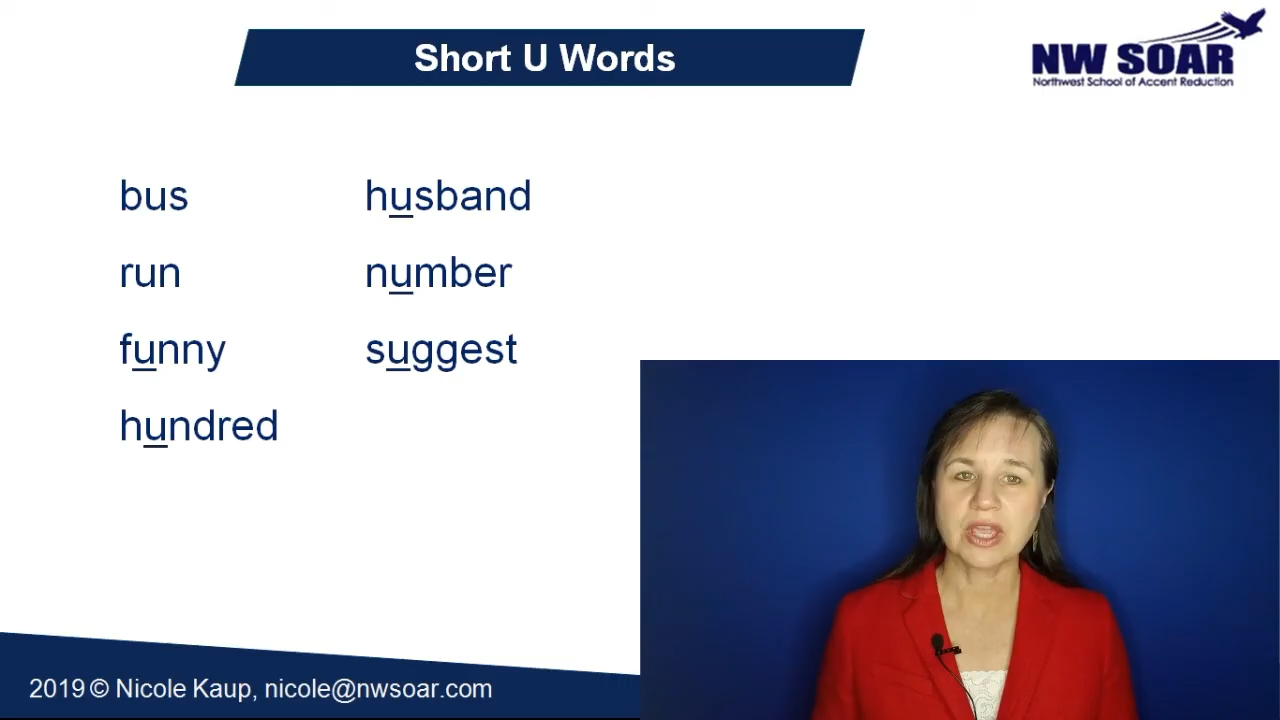 Short U Words
NW SOAR
Northwest School of Accent Reduction
bus
husband
run
number
funny
suggest
hundred
2019 © Nicole Kaup, nicole@nwsoar.com